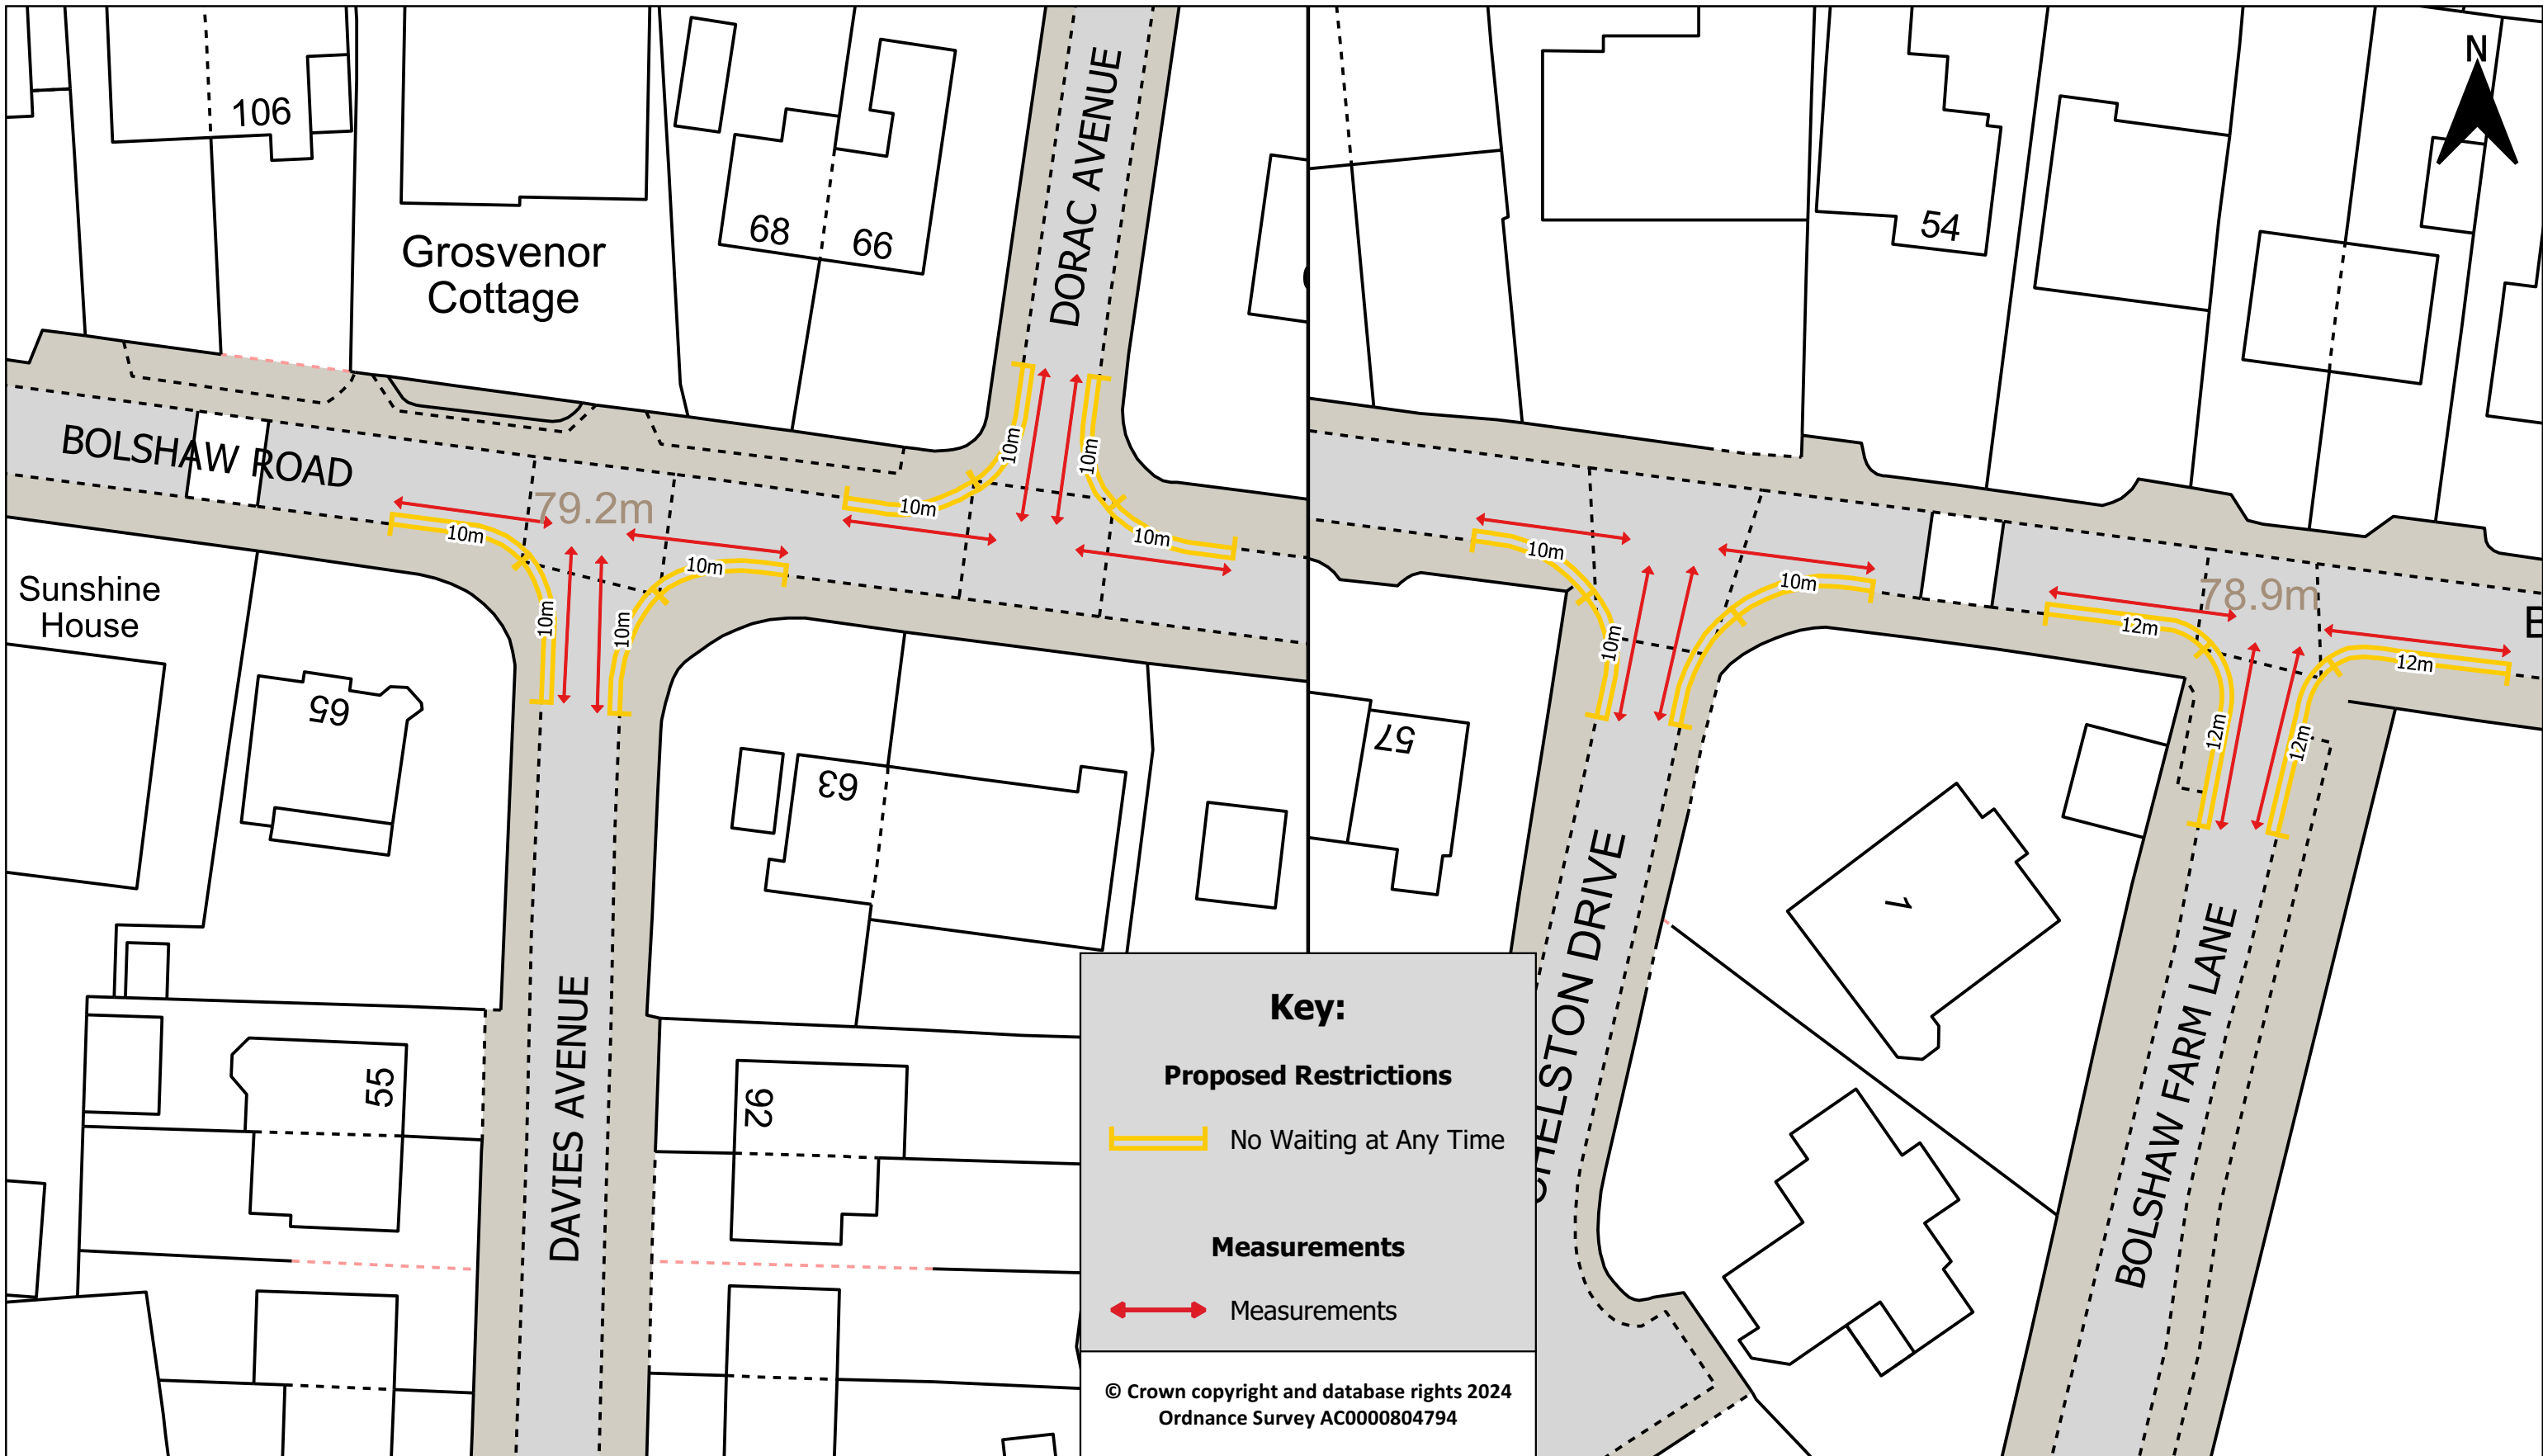 106
Grosvenor
Cottage
68
66
DORAC AVENUE
54
N
BOLSHAW ROAD
79.2m
10m
10m
10m
10m
10m
10m
10m
10m
10m
10m
10m
78.9m
12m
12m
12m
12m
Sunshine
House
65
63
57
1
DAVIES AVENUE
55
92
SHELSTON DRIVE
BOLSHAW FARM LANE
Key:
Proposed Restrictions
No Waiting at Any Time
Measurements
Measurements
© Crown copyright and database rights 2024
Ordnance Survey AC0000804794